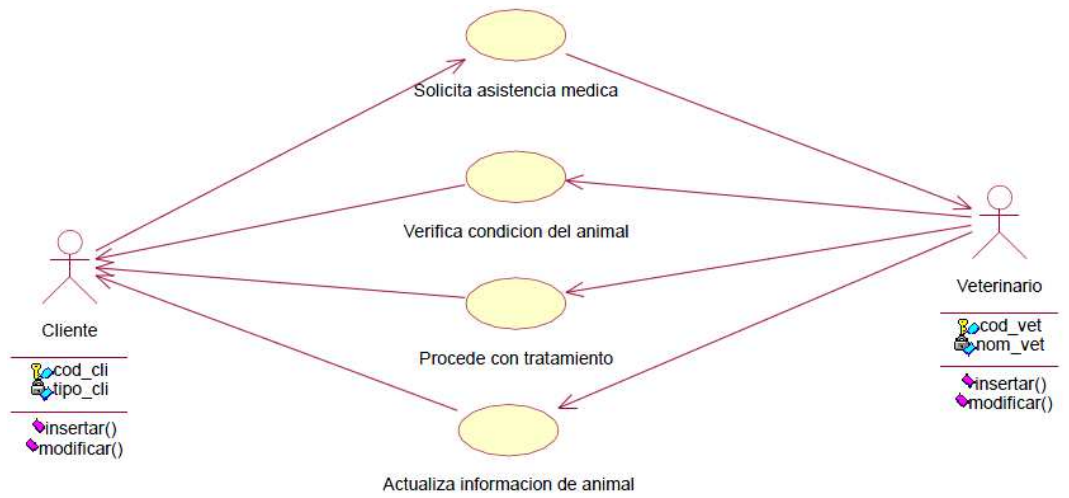 Solicita asistencia medica
Verifica condicion del animal
Procede con tratamiento
Actualiza informacion de animal
Cliente
cod_cli
tipo_cli
insertar()
modificar()
Veterinario
cod_vet
nom_vet
insertar()
modificar()